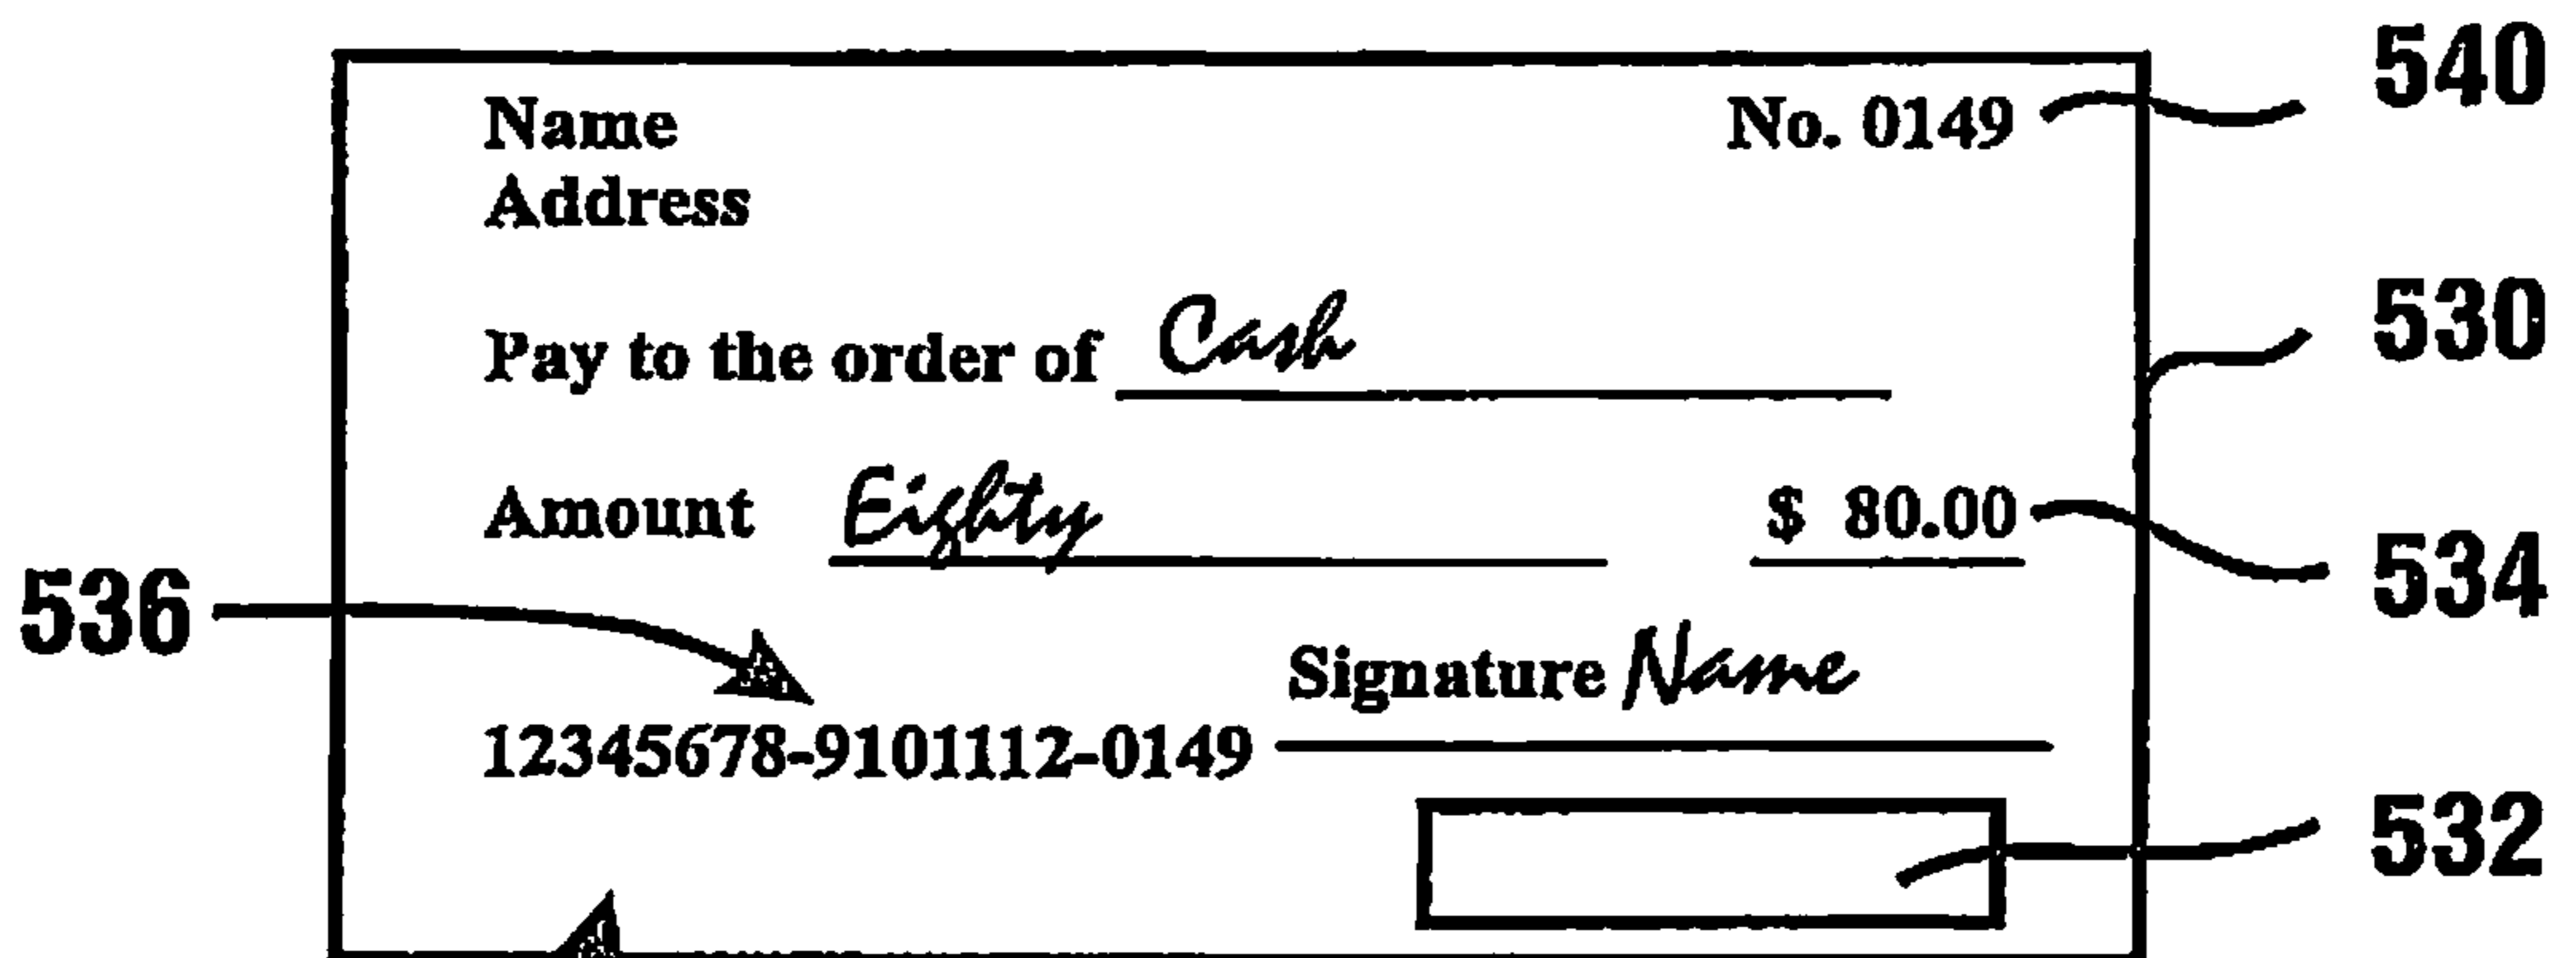 540
Name No. 0149
Address
530
Pay to the order of Cash
Amount Eighty $ 80.00
534
536
Signature Name
12345678-9101112-0149
532